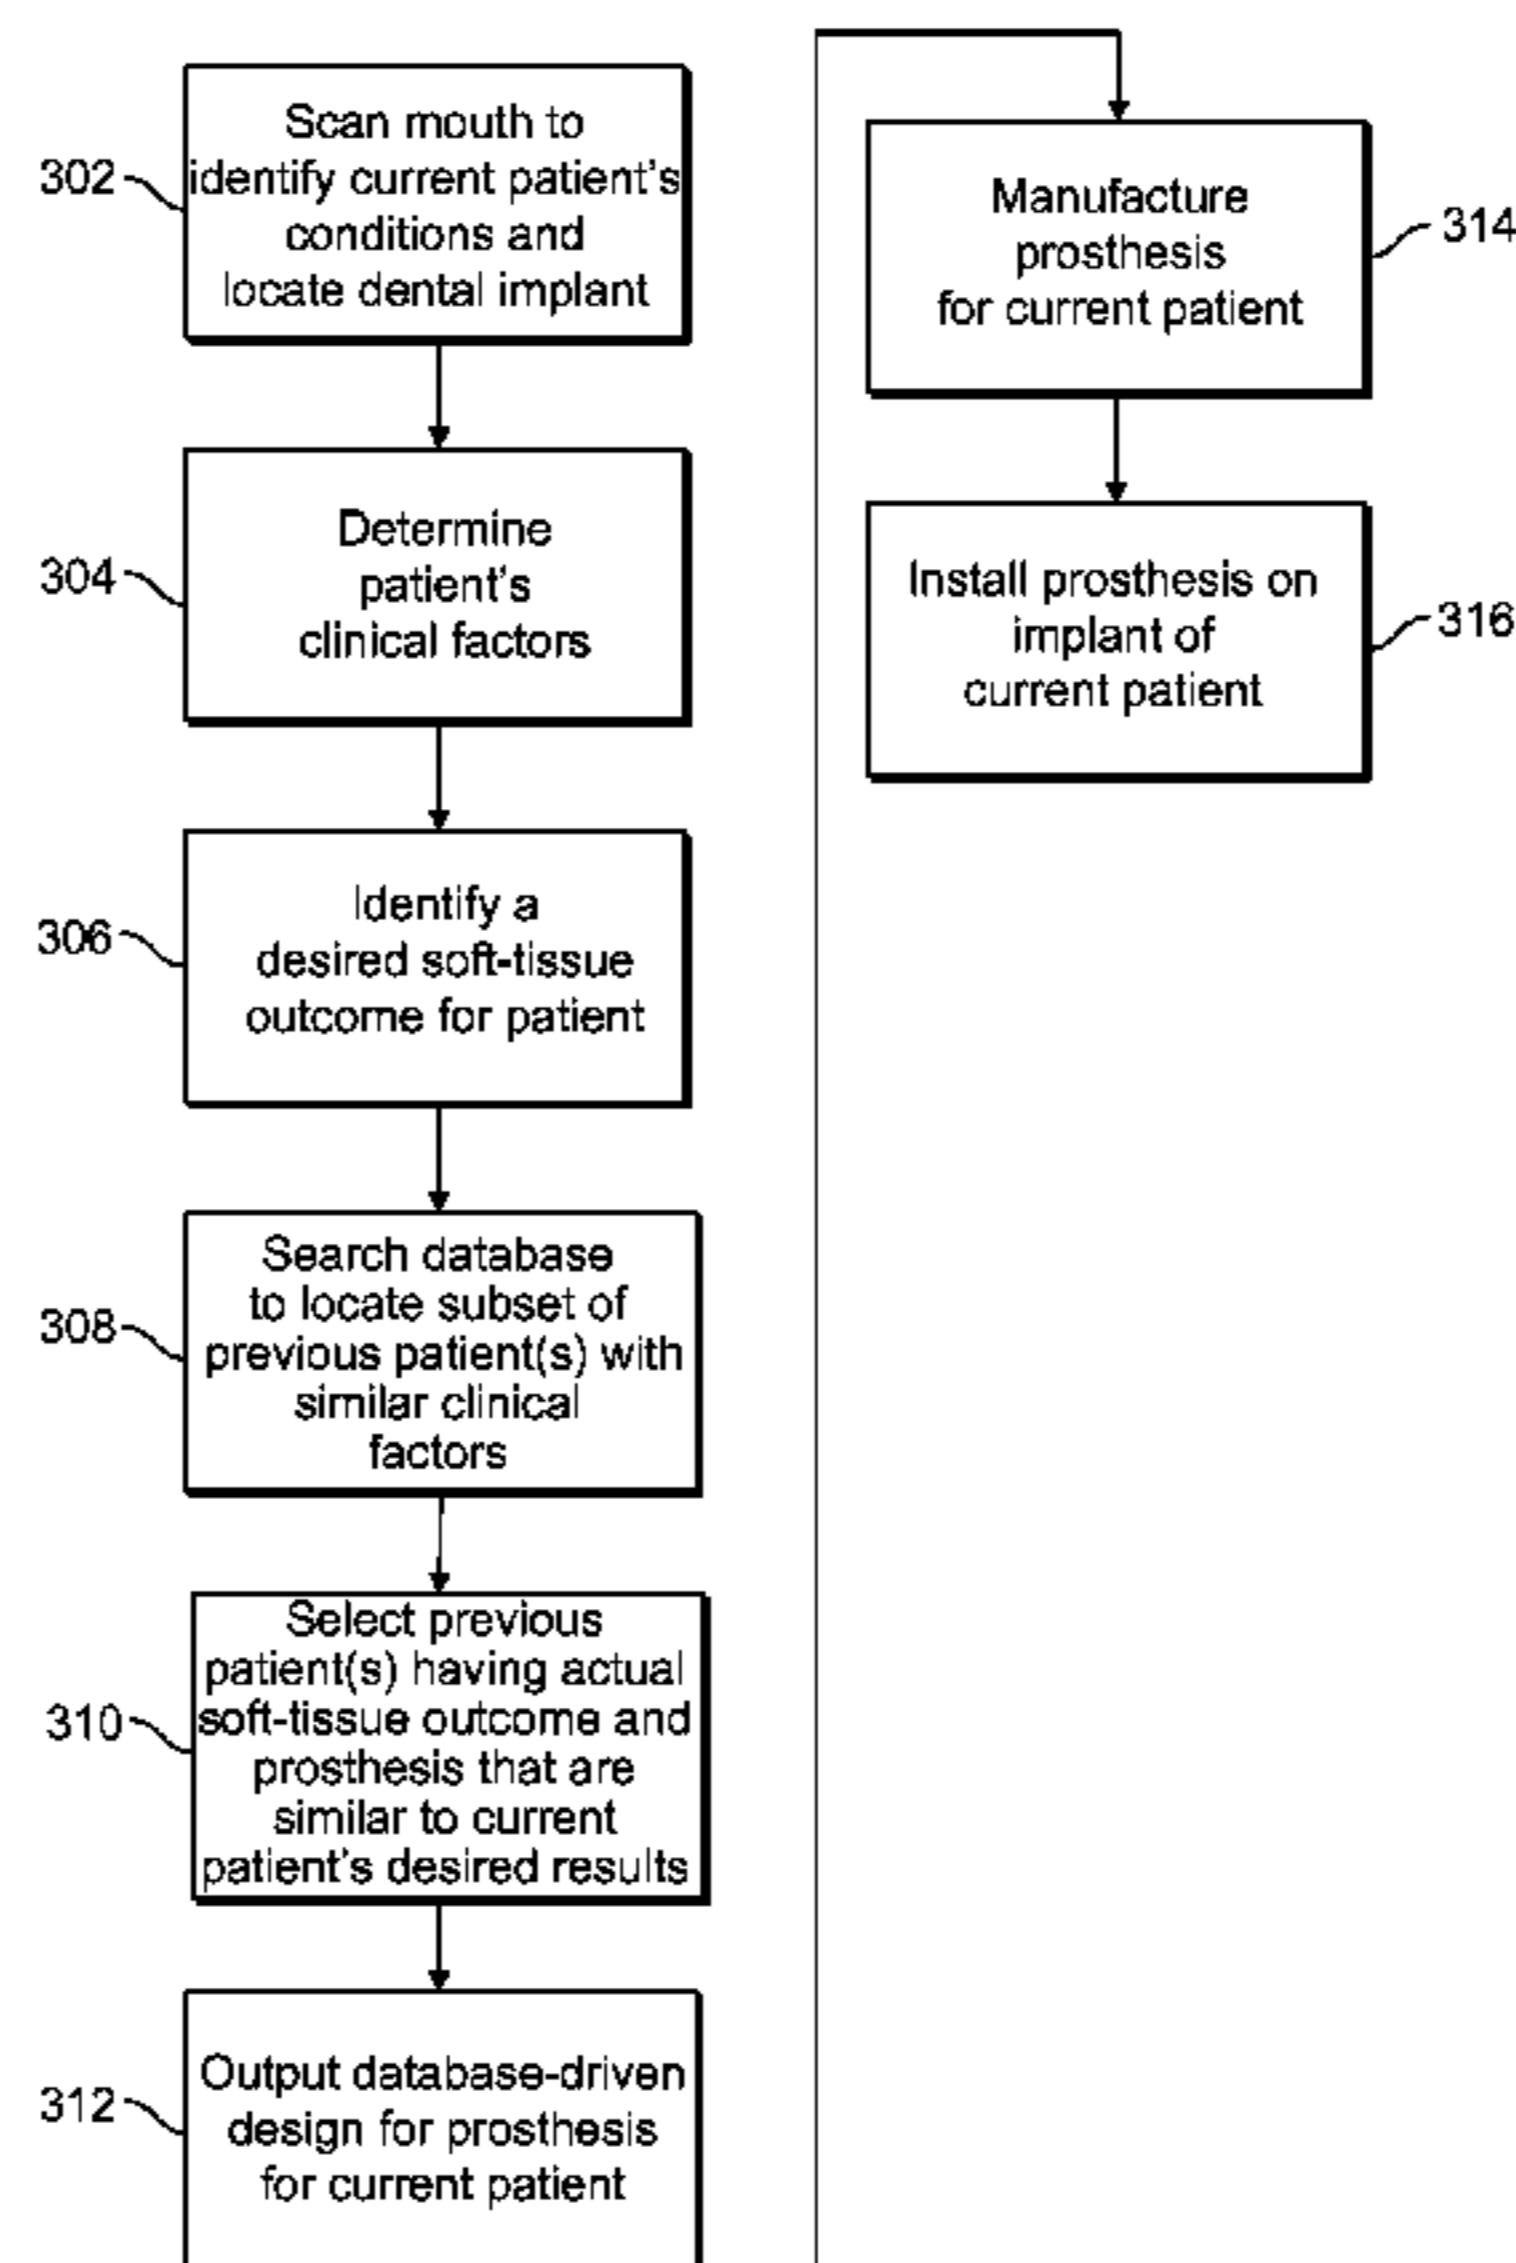 302
Scan mouth to
identify current patient's
conditions and
locate dental implant
304
Determine
patient's
clinical factors
306
Identify a
desired soft-tissue
outcome for patient
308
Search database
to locate subset of
previous patient(s) with
similar clinical
factors
310
Select previous
patient(s) having actual
soft-tissue outcome and
prosthesis that are
similar to current
patient's desired results
312
Output database-driven
design for prosthesis
for current patient
Manufacture
prosthesis
for current patient
314
Install prosthesis on
implant of
current patient
316